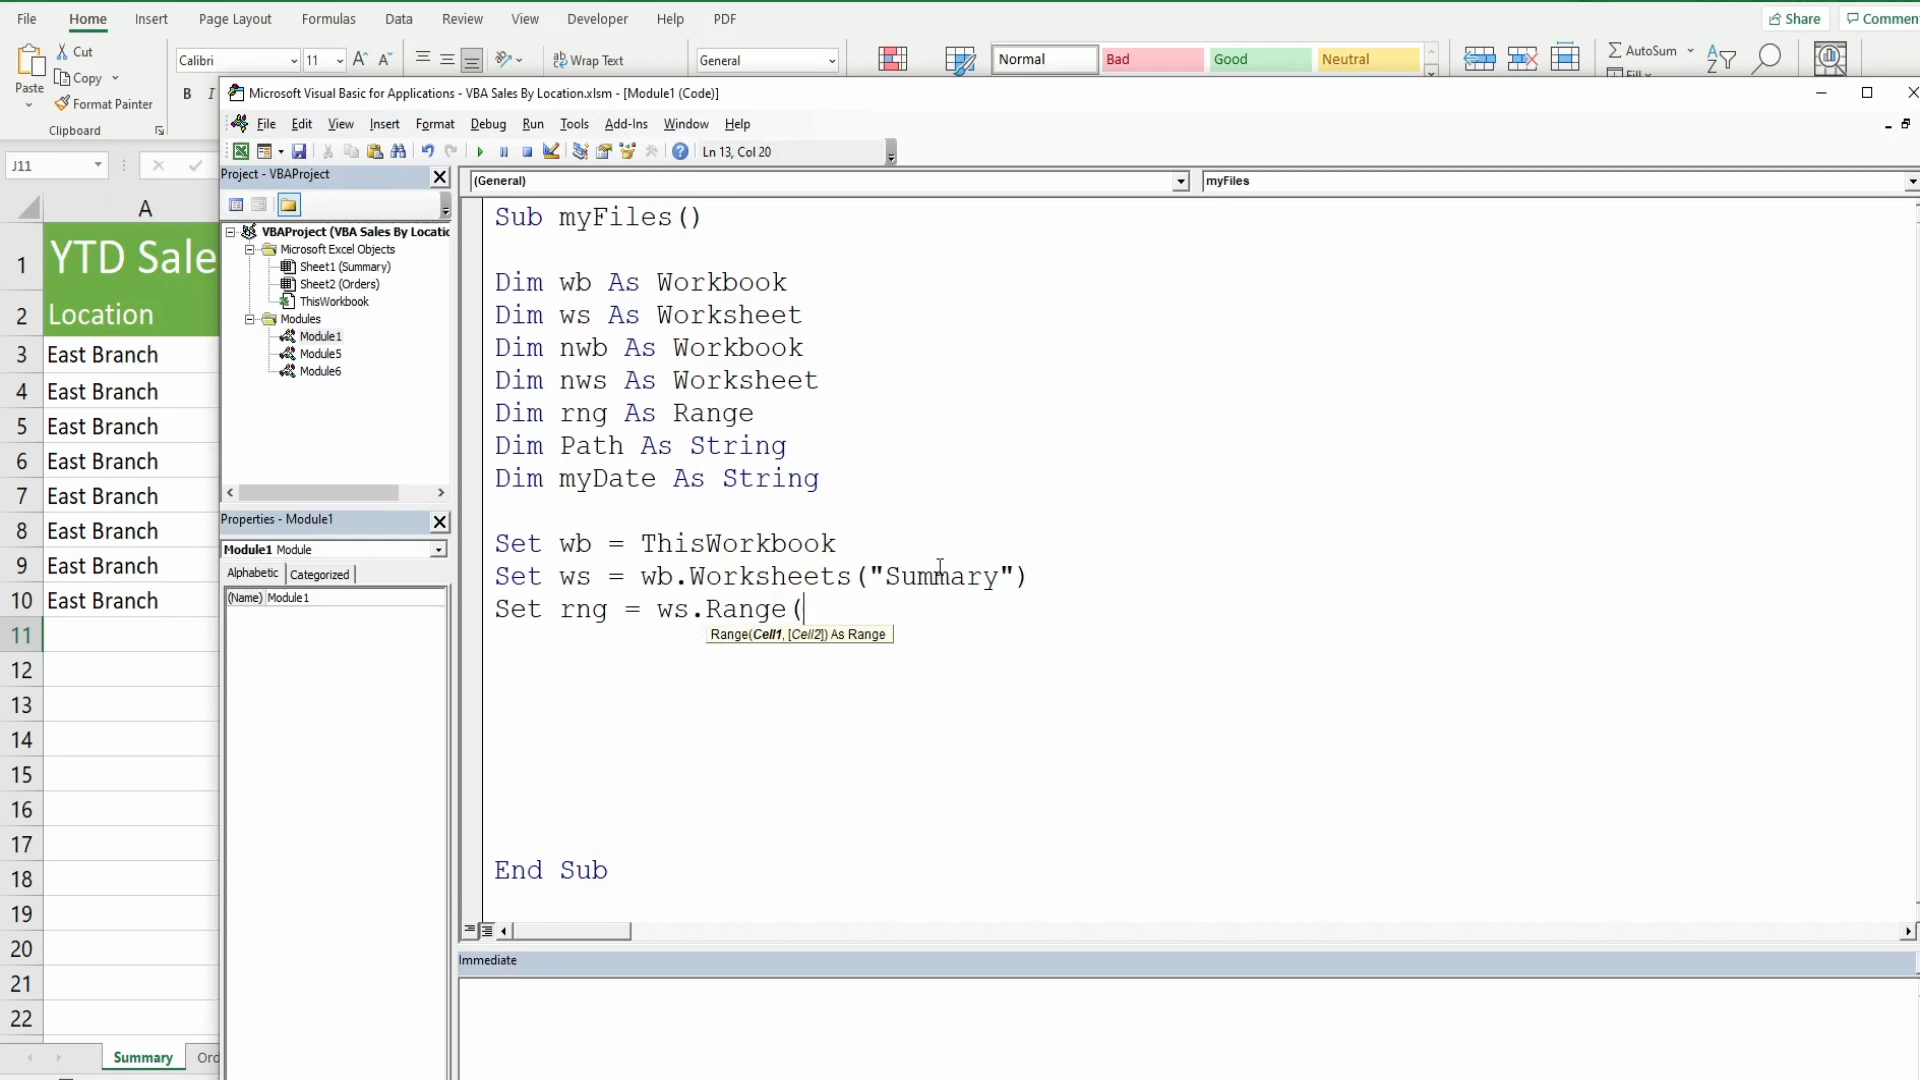 File Home Insert Page Layout Formulas Data Review View Developer Help PDF Share
Paste Cut Calibri 11 Wrap Text General Normal Bad Good Neutral AutoSum
Copy
Format Painter B I
Clipboard
Microsoft Visual Basic for Applications - VBA Sales By Location.xlsm - [Module1 (Code)]
File Edit View Insert Format Debug Run Tools Add-Ins Window Help
Ln 13, Col 20
J11
Project - VBAProject
(General) myFiles
VBAProject (VBA Sales By Locatic
Microsoft Excel Objects
Sheet1 (Summary)
Sheet2 (Orders)
ThisWorkbook
Modules
Module1
Module5
Module6
Properties - Module1
Module1 Module
Alphabetic Categorized
(Name) Module1
A
1 YTD Sale
2 Location
3 East Branch
4 East Branch
5 East Branch
6 East Branch
7 East Branch
8 East Branch
9 East Branch
10 East Branch
11
12
13
14
15
16
17
18
19
20
21
22
Summary Ord
Sub myFiles()
Dim wb As Workbook
Dim ws As Worksheet
Dim nwb As Workbook
Dim nws As Worksheet
Dim rng As Range
Dim Path As String
Dim myDate As String
Set wb = ThisWorkbook
Set ws = wb.Worksheets("Summary")
Set rng = ws.Range(
Range(Cell1, [Cell2]) As Range
End Sub
Immediate